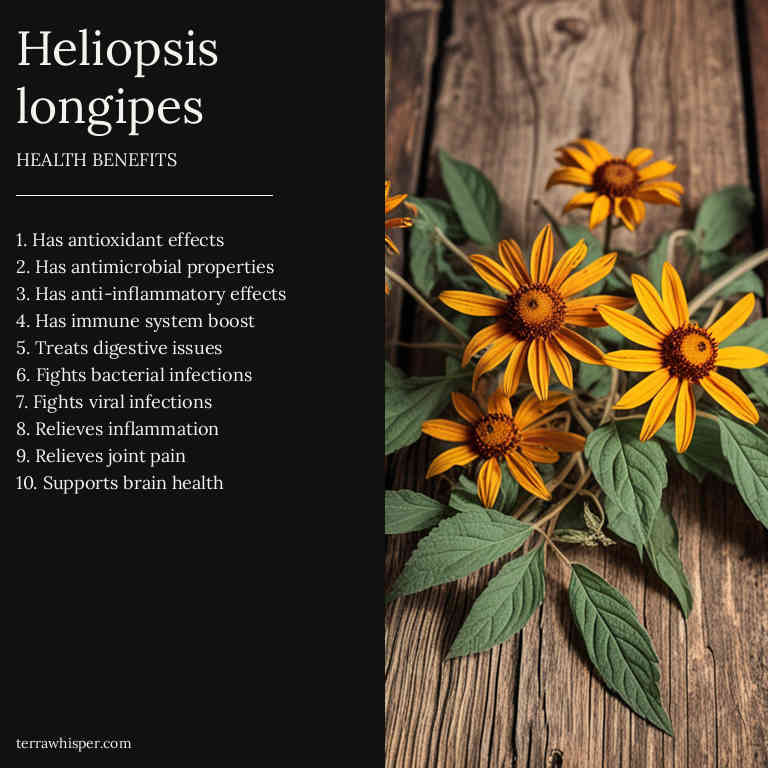 Heliopsis
longipes
HEALTH BENEFITS
1. Has antioxidant effects
2. Has antimicrobial properties
3. Has anti-inflammatory effects
4. Has immune system boost
5. Treats digestive issues
6. Fights bacterial infections
7. Fights viral infections
8. Relieves inflammation
9. Relieves joint pain
10. Supports brain health
terrawhisper.com